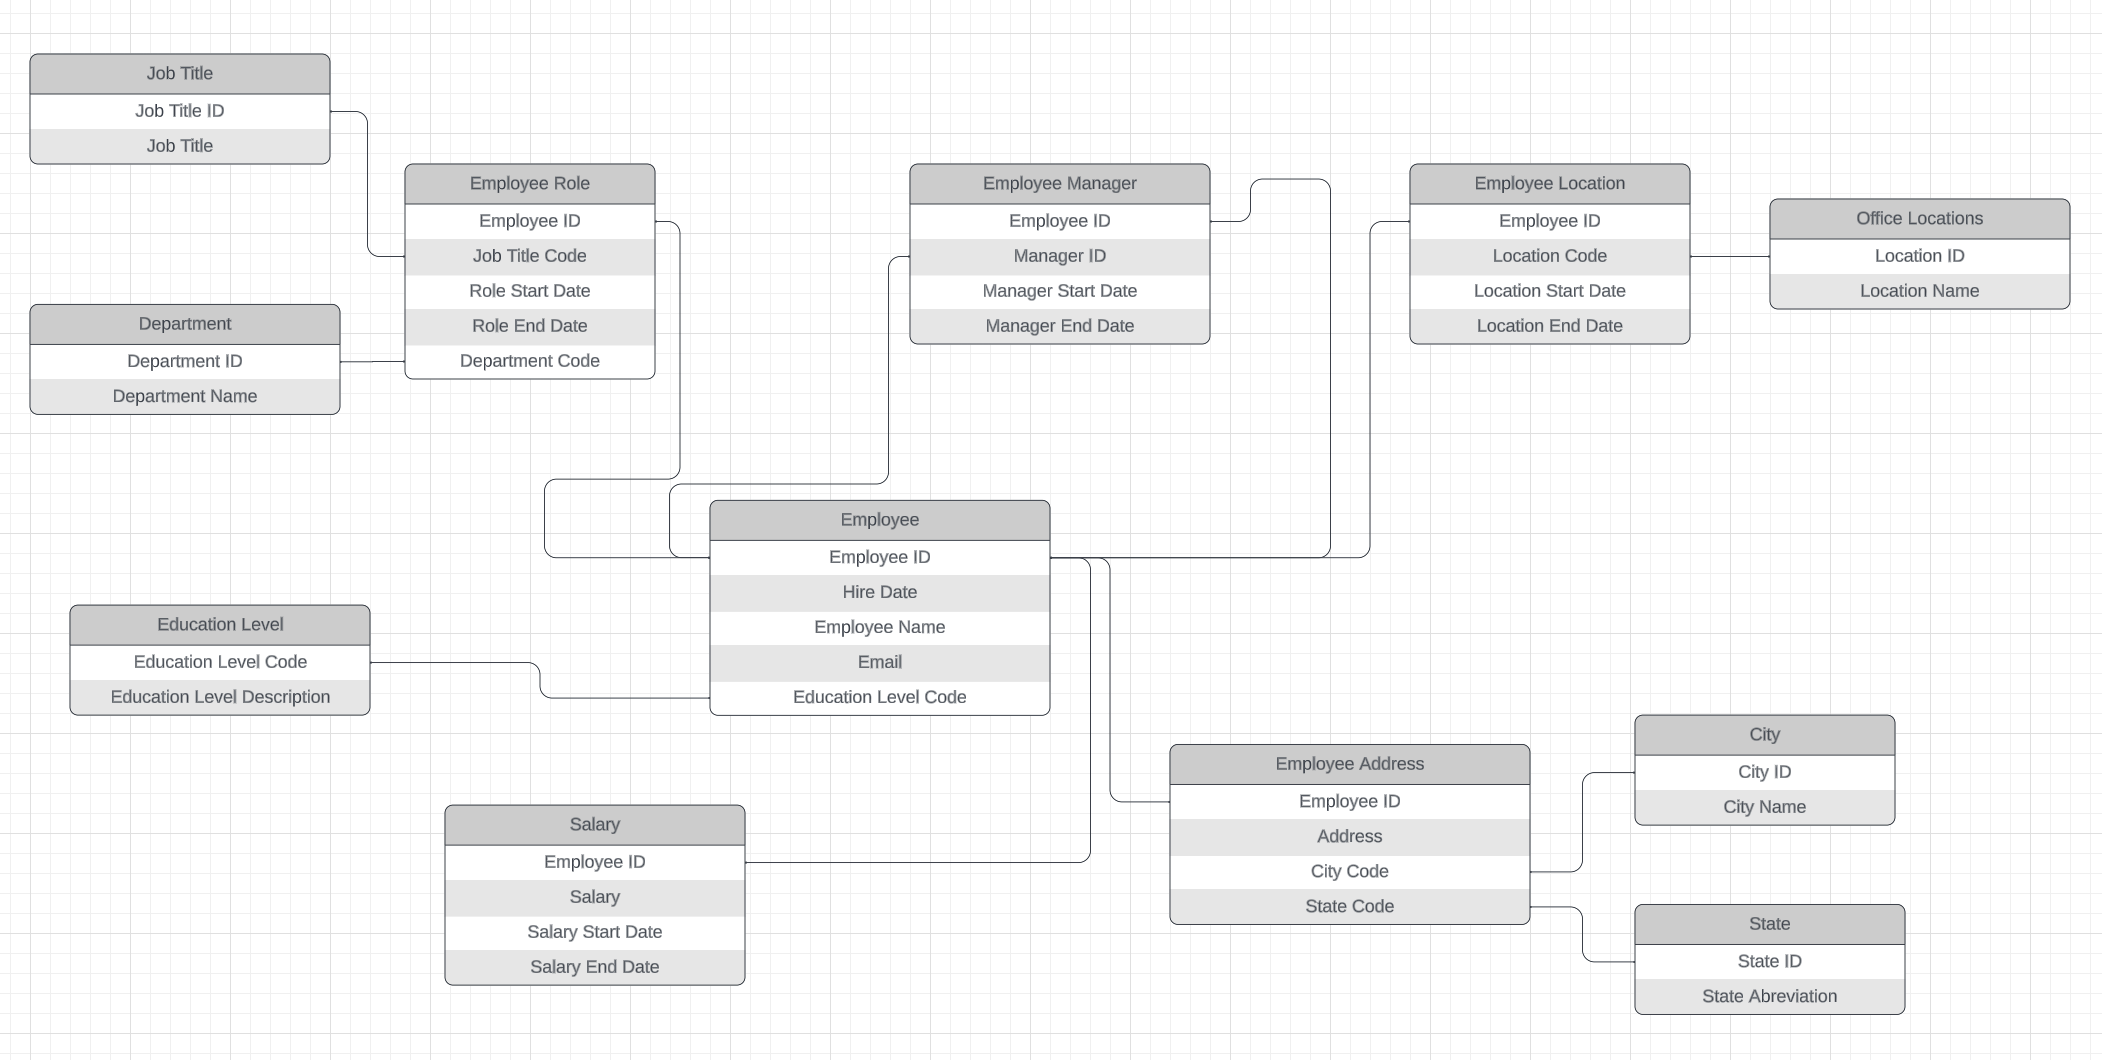 Job Title
Job Title ID
Job Title
Department
Department ID
Department Name
Employee Role
Employee ID
Job Title Code
Role Start Date
Role End Date
Department Code
Employee Manager
Employee ID
Manager ID
Manager Start Date
Manager End Date
Employee Location
Employee ID
Location Code
Location Start Date
Location End Date
Office Locations
Location ID
Location Name
Employee
Employee ID
Hire Date
Employee Name
Email
Education Level Code
Education Level
Education Level Code
Education Level Description
Salary
Employee ID
Salary
Salary Start Date
Salary End Date
Employee Address
Employee ID
Address
City Code
State Code
City
City ID
City Name
State
State ID
State Abreviation